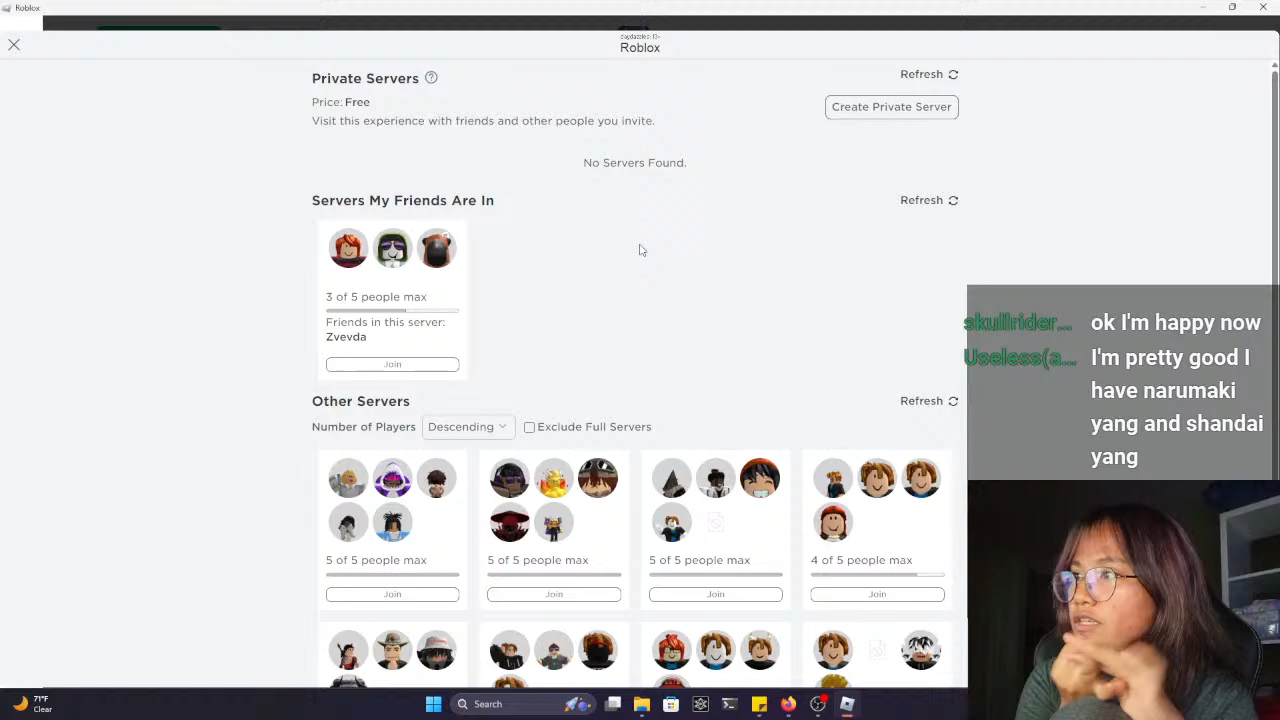 Roblox
daydazzled: 13+
Roblox
Private Servers
Refresh
Price: Free
Create Private Server
Visit this experience with friends and other people you invite.
No Servers Found.
Servers My Friends Are In
Refresh
3 of 5 people max
Friends in this server:
Zvevda
Join
Other Servers
Refresh
Number of Players
Descending
Exclude Full Servers
5 of 5 people max
5 of 5 people max
5 of 5 people max
4 of 5 people max
Join
Join
Join
Join
skullrider... ok I'm happy now
Useless(a... I'm pretty good I
have narumaki
yang and shandai
yang
71°F
Clear
Search